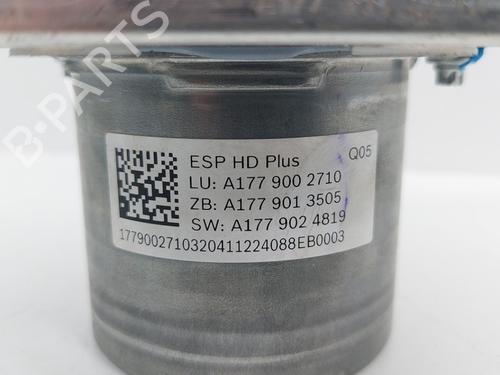 B-PARTS
ESP HD Plus Q05
LU: A177 900 2710
ZB: A177 901 3505
SW: A177 902 4819
1779002710320411224088EB0003